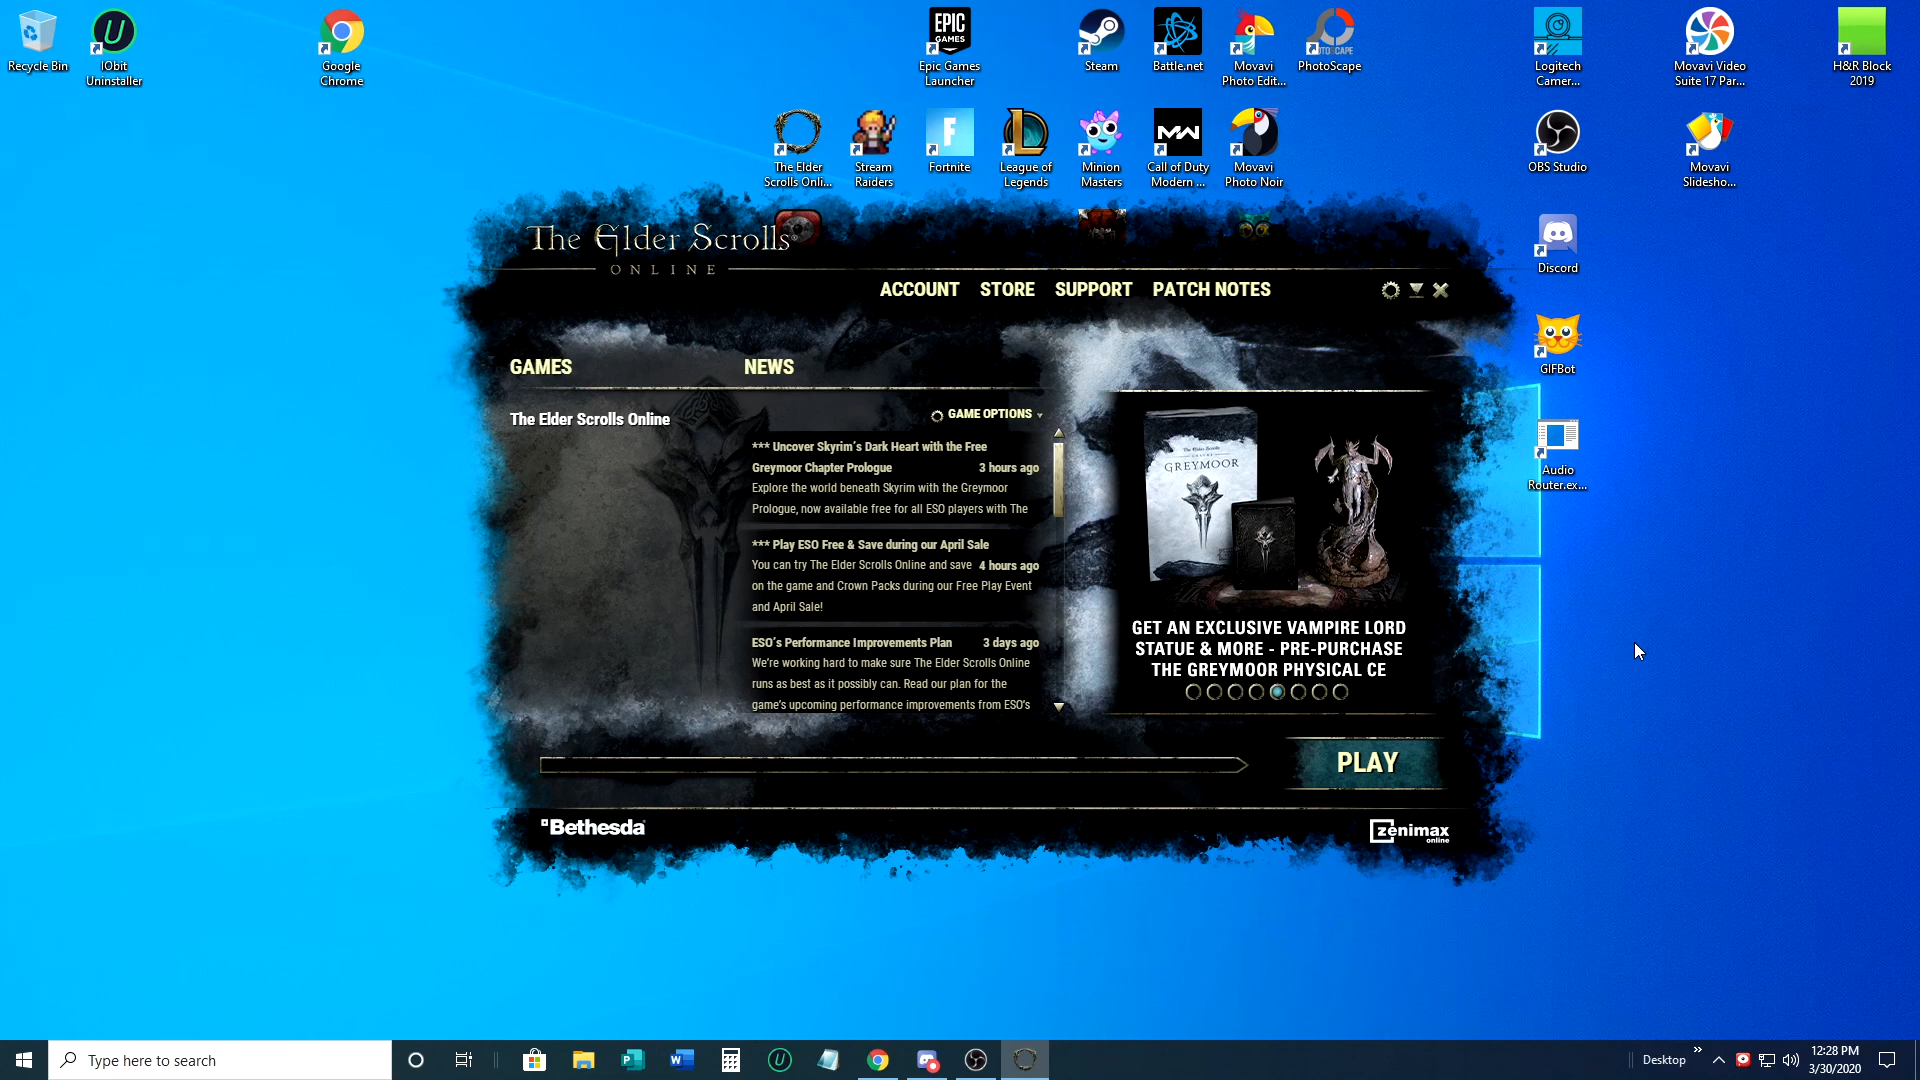 Recycle Bin
IObit
Uninstaller
Google
Chrome
EPIC
GAMES
Epic Games
Launcher
Steam
Battle.net
Movavi
Photo Edit...
PhotoScape
Logitech
Camer...
Movavi Video
Suite 17 Par...
H&R Block
2019
The Elder
Scrolls Onli...
Stream
Raiders
Fortnite
League of
Legends
Minion
Masters
MW
Call of Duty
Modern ...
Movavi
Photo Noir
OBS Studio
Movavi
Slidesho...
Discord
GIFBot
Audio
Router.ex...
The Elder Scrolls
ONLINE
ACCOUNT STORE SUPPORT PATCH NOTES
GAMES
NEWS
The Elder Scrolls Online
GAME OPTIONS
*** Uncover Skyrim's Dark Heart with the Free
Greymoor Chapter Prologue 3 hours ago
Explore the world beneath Skyrim with the Greymoor
Prologue, now available free for all ESO players with The
*** Play ESO Free & Save during our April Sale
You can try The Elder Scrolls Online and save 4 hours ago
on the game and Crown Packs during our Free Play Event
and April Sale!
ESO's Performance Improvements Plan 3 days ago
We're working hard to make sure The Elder Scrolls Online
runs as best as it possibly can. Read our plan for the
game's upcoming performance improvements from ESO's
The Elder Scrolls
GREYMOOR
GET AN EXCLUSIVE VAMPIRE LORD
STATUE & MORE - PRE-PURCHASE
THE GREYMOOR PHYSICAL CE
PLAY
Bethesda
zenimax
online
Type here to search
Desktop
12:28 PM
3/30/2020